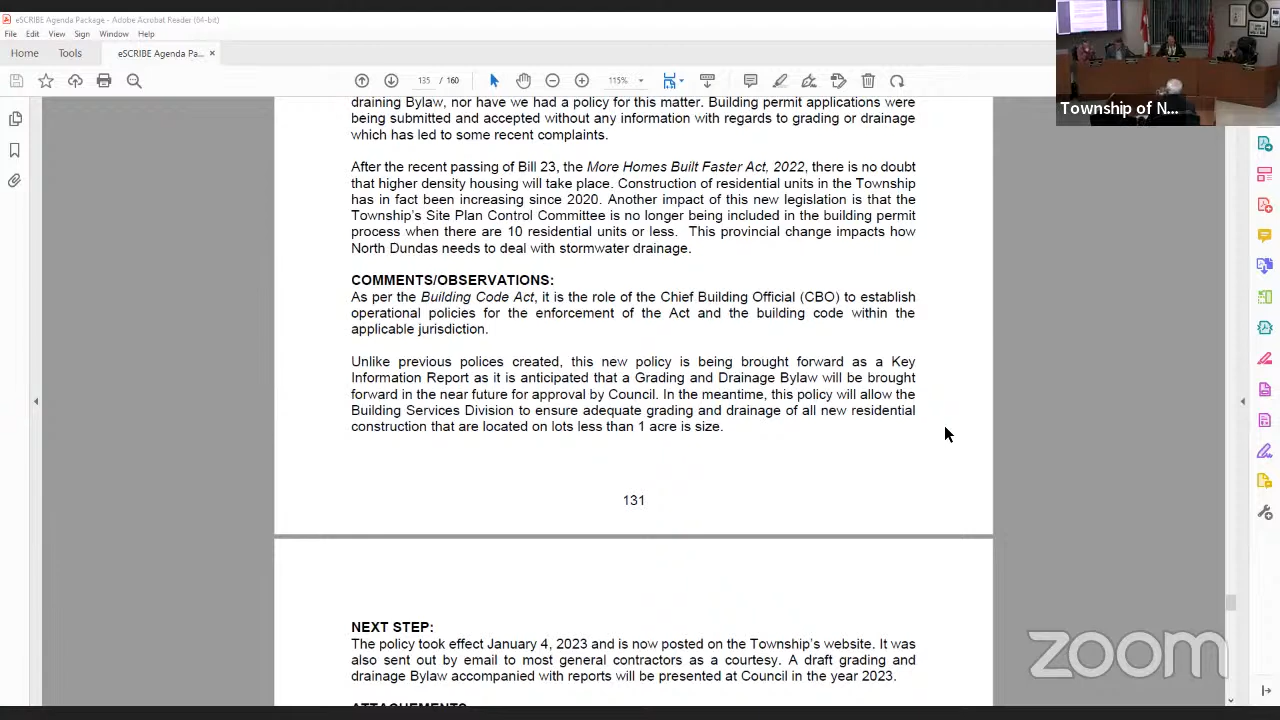 eSCRIBE Agenda Package - Adobe Acrobat Reader (64-bit)
File Edit View Sign Window Help
Home Tools eSCRIBE Agenda Pa... ×
135 / 160 115%
Township of N...
draining Bylaw, nor have we had a policy for this matter. Building permit applications were
being submitted and accepted without any information with regards to grading or drainage
which has led to some recent complaints.
After the recent passing of Bill 23, the More Homes Built Faster Act, 2022, there is no doubt
that higher density housing will take place. Construction of residential units in the Township
has in fact been increasing since 2020. Another impact of this new legislation is that the
Township's Site Plan Control Committee is no longer being included in the building permit
process when there are 10 residential units or less. This provincial change impacts how
North Dundas needs to deal with stormwater drainage.
COMMENTS/OBSERVATIONS:
As per the Building Code Act, it is the role of the Chief Building Official (CBO) to establish
operational policies for the enforcement of the Act and the building code within the
applicable jurisdiction.
Unlike previous polices created, this new policy is being brought forward as a Key
Information Report as it is anticipated that a Grading and Drainage Bylaw will be brought
forward in the near future for approval by Council. In the meantime, this policy will allow the
Building Services Division to ensure adequate grading and drainage of all new residential
construction that are located on lots less than 1 acre is size.
131
NEXT STEP:
The policy took effect January 4, 2023 and is now posted on the Township's website. It was
also sent out by email to most general contractors as a courtesy. A draft grading and
drainage Bylaw accompanied with reports will be presented at Council in the year 2023.
ATTACHEMENTS:
zoom